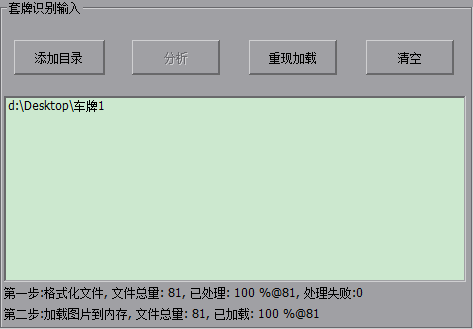 套牌识别输入
添加目录 分析 重现加载 清空
d:\Desktop\车牌1
第一步:格式化文件, 文件总量: 81, 已处理: 100 %@81, 处理失败:0
第二步:加载图片到内存, 文件总量: 81, 已加载: 100 %@81